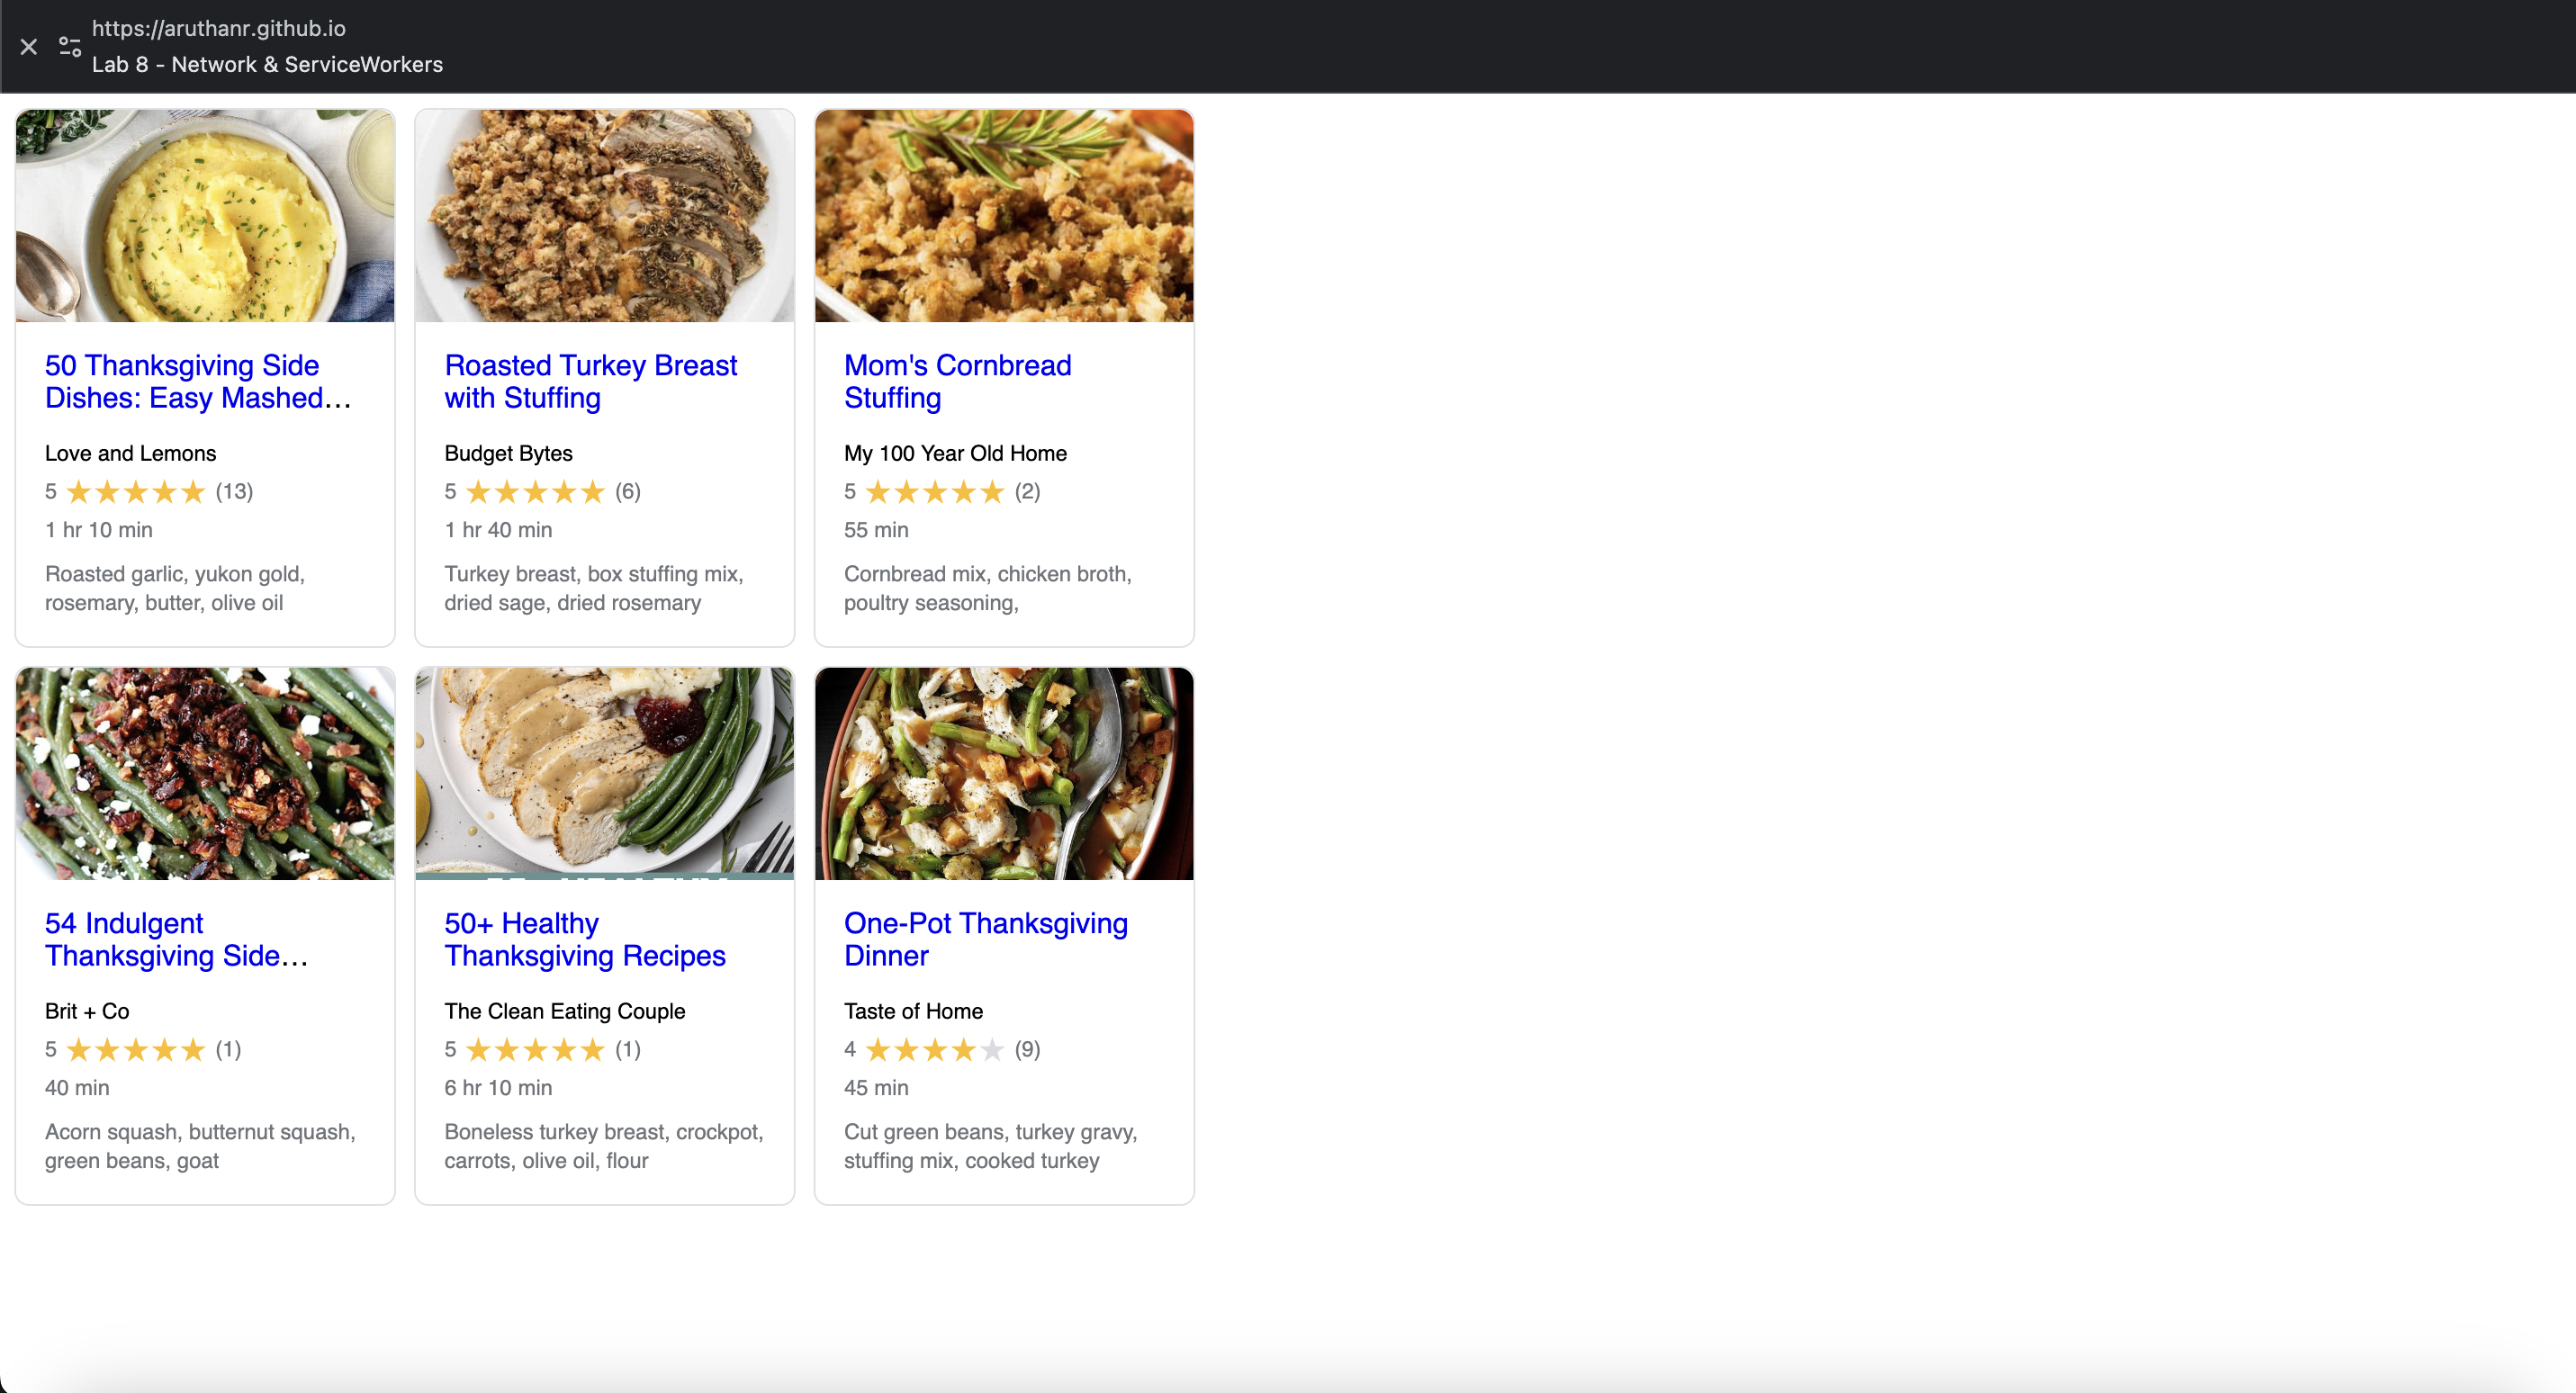 https://aruthanr.github.io
Lab 8 - Network & ServiceWorkers
50 Thanksgiving Side
Dishes: Easy Mashed...
Love and Lemons
5 ★★★★★ (13)
1 hr 10 min
Roasted garlic, yukon gold,
rosemary, butter, olive oil
Roasted Turkey Breast
with Stuffing
Budget Bytes
5 ★★★★★ (6)
1 hr 40 min
Turkey breast, box stuffing mix,
dried sage, dried rosemary
Mom's Cornbread
Stuffing
My 100 Year Old Home
5 ★★★★★ (2)
55 min
Cornbread mix, chicken broth,
poultry seasoning,
54 Indulgent
Thanksgiving Side...
Brit + Co
5 ★★★★★ (1)
40 min
Acorn squash, butternut squash,
green beans, goat
50+ Healthy
Thanksgiving Recipes
The Clean Eating Couple
5 ★★★★★ (1)
6 hr 10 min
Boneless turkey breast, crockpot,
carrots, olive oil, flour
One-Pot Thanksgiving
Dinner
Taste of Home
4 ★★★★★ (9)
45 min
Cut green beans, turkey gravy,
stuffing mix, cooked turkey